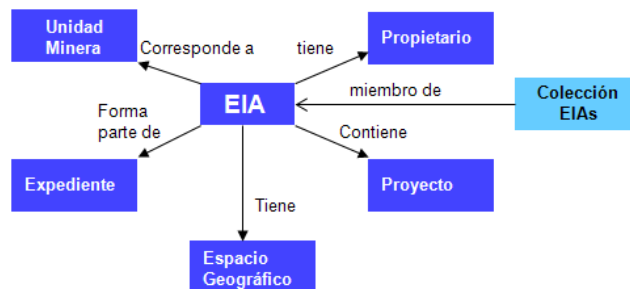 Unidad
Minera
Corresponde a
tiene
Propietario
miembro de
Colección
EIAs
EIA
Forma
parte de
Contiene
Expediente
Proyecto
Tiene
Espacio
Geográfico